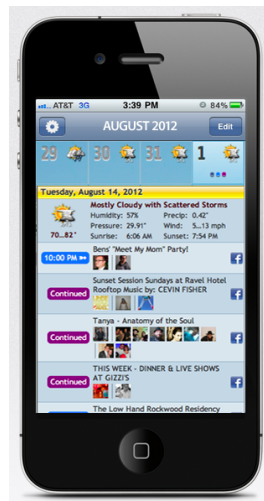 AT&T 3G 3:39 PM 84%
AUGUST 2012 Edit
29 30 31 1
Tuesday, August 14, 2012
Mostly Cloudy with Scattered Storms
Humidity: 57% Precip: 0.42"
Pressure: 29.91" Wind: 5...13 mph
70...82° Sunrise: 6:06 AM Sunset: 7:54 PM
10:00 PM Bens' "Meet My Mom" Party!
Sunset Session Sundays at Ravel Hotel
Rooftop Music by: CEVIN FISHER
Continued
Tanya - Anatomy of the Soul
Continued
THIS WEEK - DINNER & LIVE SHOWS
AT GIZZI'S
Continued
The Low Hand Rockwood Residency